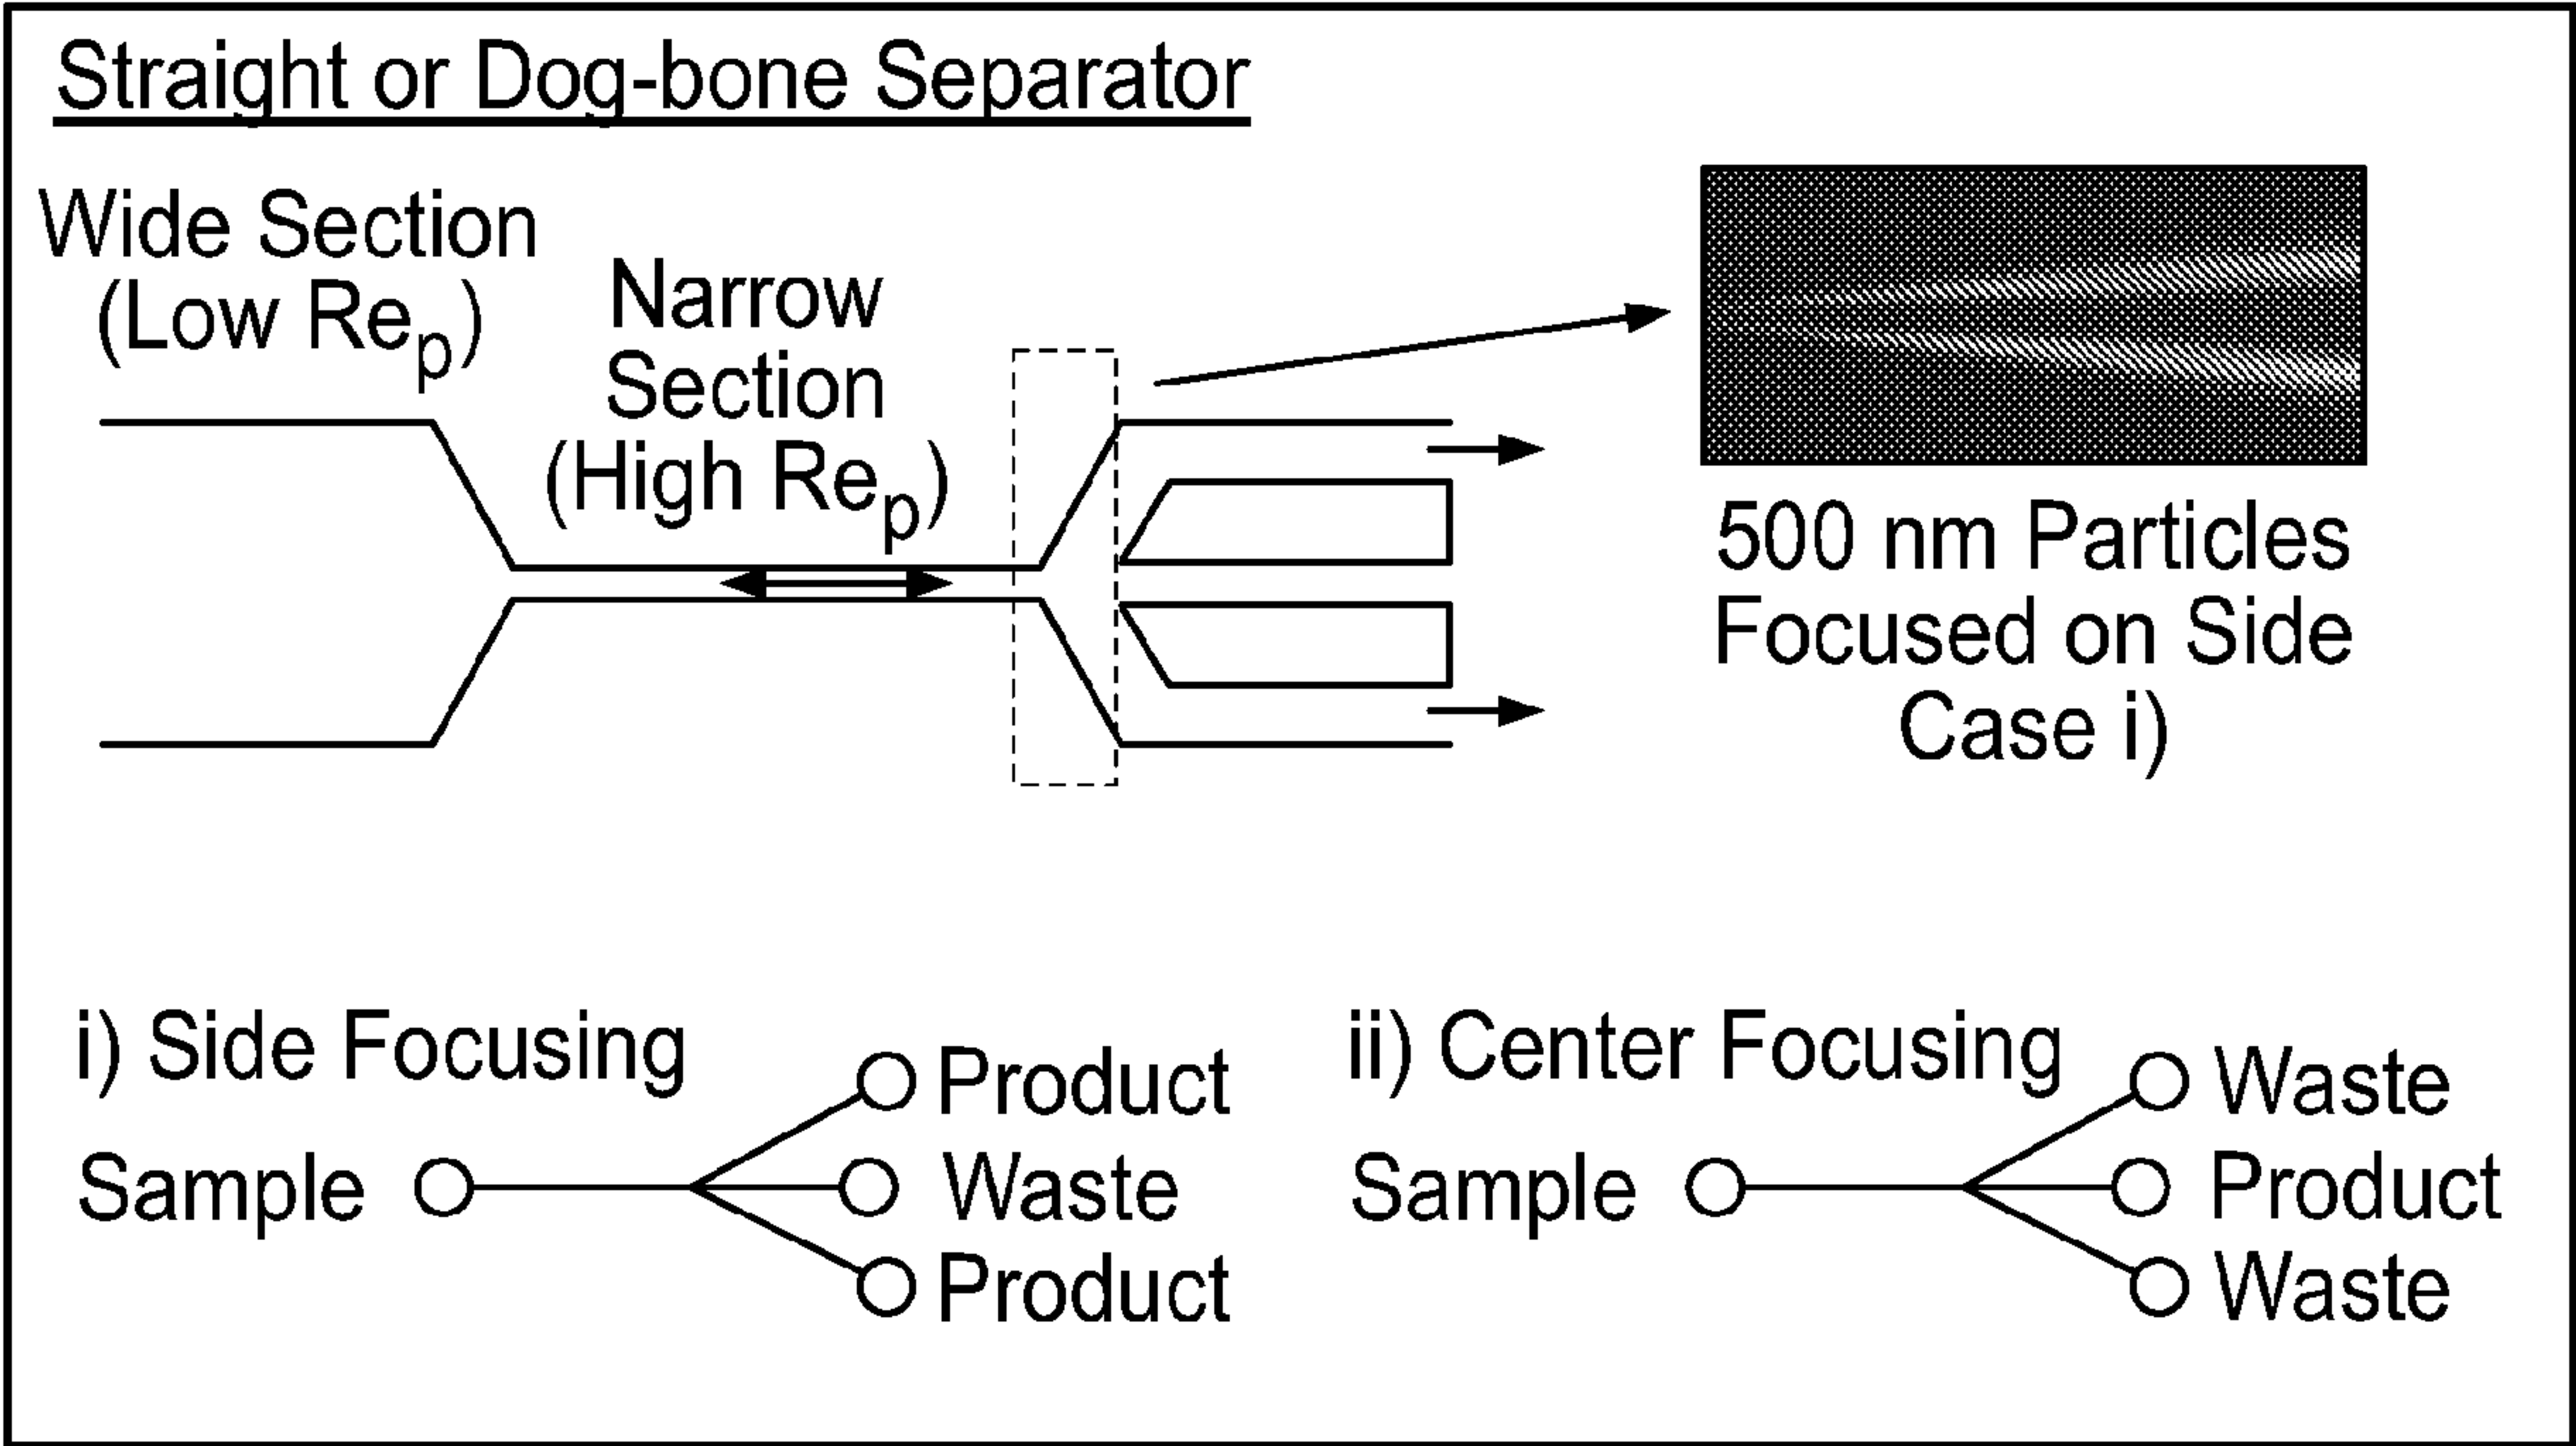 Straight or Dog-bone Separator
Wide Section
(Low Rep)
Narrow
Section
(High Rep)
500 nm Particles
Focused on Side
Case i)
i) Side Focusing
Sample
Product
Waste
Product
ii) Center Focusing
Sample
Waste
Product
Waste